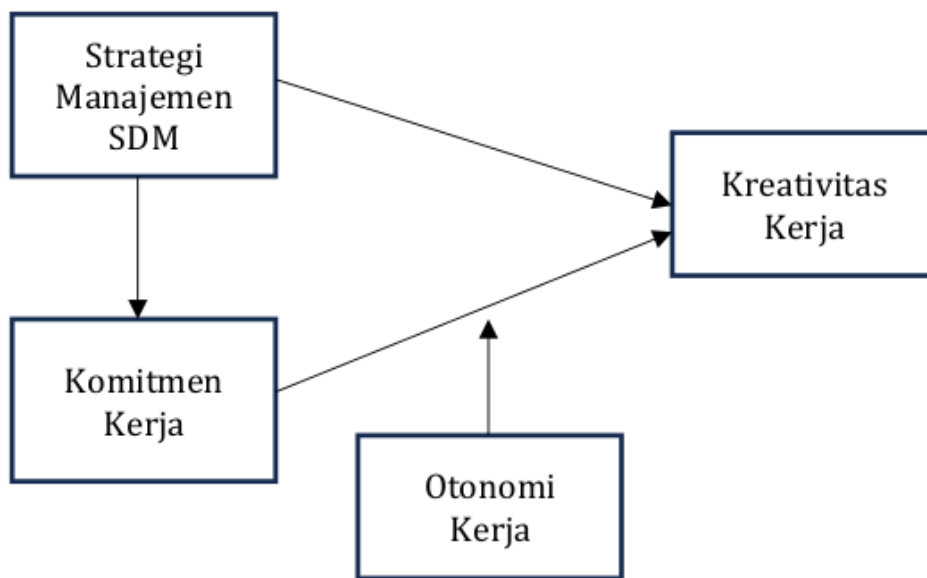 Strategi
Manajemen
SDM
Kreativitas
Kerja
Komitmen
Kerja
Otonomi
Kerja